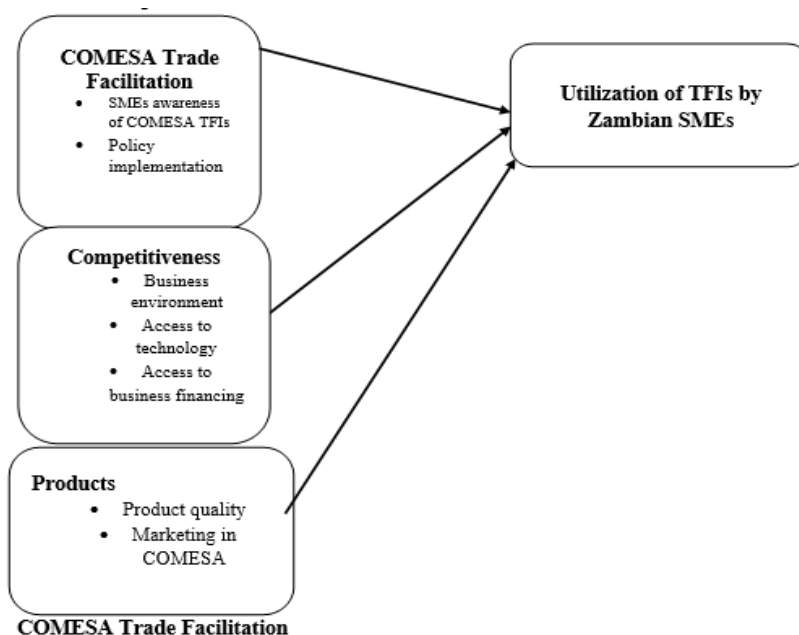 COMESA Trade
Facilitation
• SMEs awareness
of COMESA TFIs
• Policy
implementation
Competitiveness
• Business
environment
• Access to
technology
• Access to
business financing
Products
• Product quality
• Marketing in
COMESA
COMESA Trade Facilitation
Utilization of TFIs by
Zambian SMEs